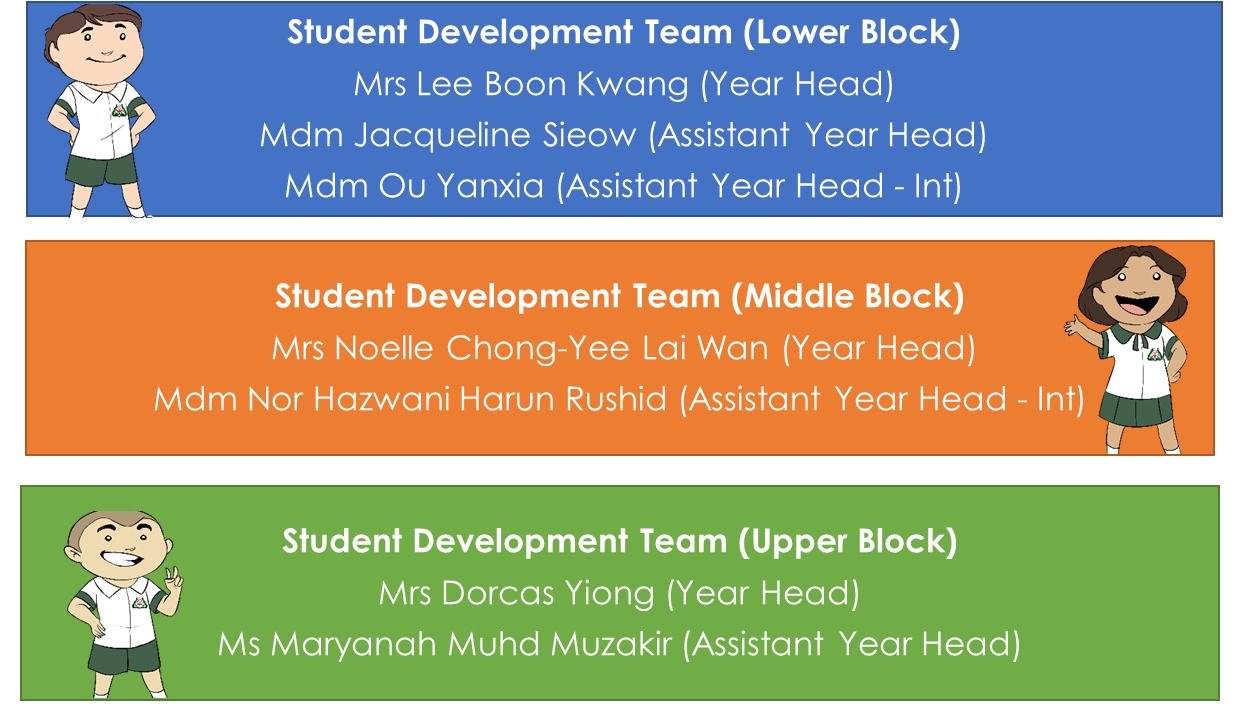 Student Development Team (Lower Block)
Mrs Lee Boon Kwang (Year Head)
Mdm Jacqueline Sieow (Assistant Year Head)
Mdm Ou Yanxia (Assistant Year Head - Int)
Student Development Team (Middle Block)
Mrs Noelle Chong-Yee Lai Wan (Year Head)
Mdm Nor Hazwani Harun Rushid (Assistant Year Head - Int)
Student Development Team (Upper Block)
Mrs Dorcas Yiong (Year Head)
Ms Maryanah Muhd Muzakir (Assistant Year Head)